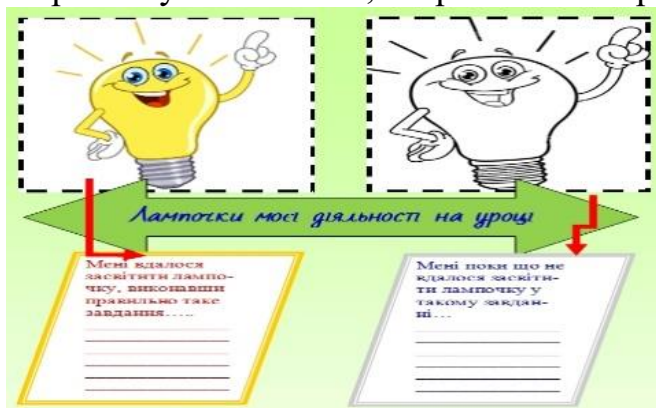 Лампочки моєї діяльності на уроці
Мені вдалося
засвітити лампо-
чку, виконавши
правильно таке
завдання…..
Мені поки що не
вдалося засвіти-
ти лампочку у
такому завдан-
ні…